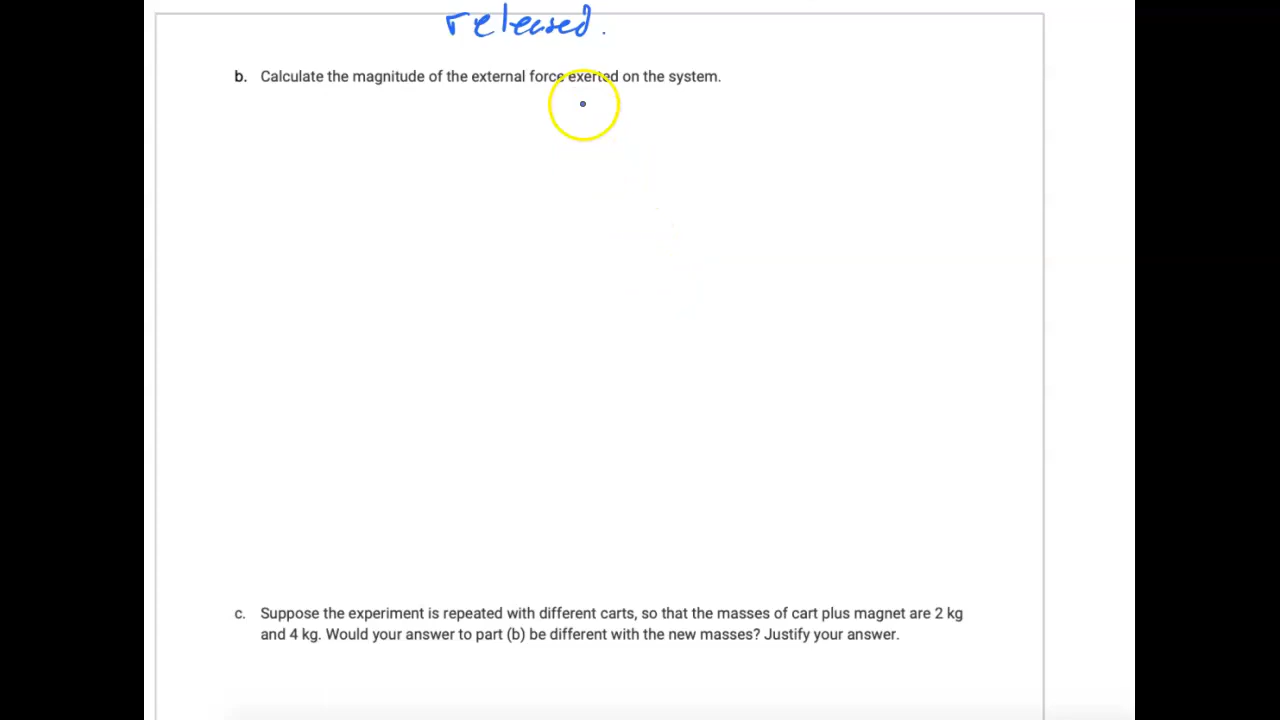 released.
b. Calculate the magnitude of the external force exerted on the system.
c. Suppose the experiment is repeated with different carts, so that the masses of cart plus magnet are 2 kg
and 4 kg. Would your answer to part (b) be different with the new masses? Justify your answer.